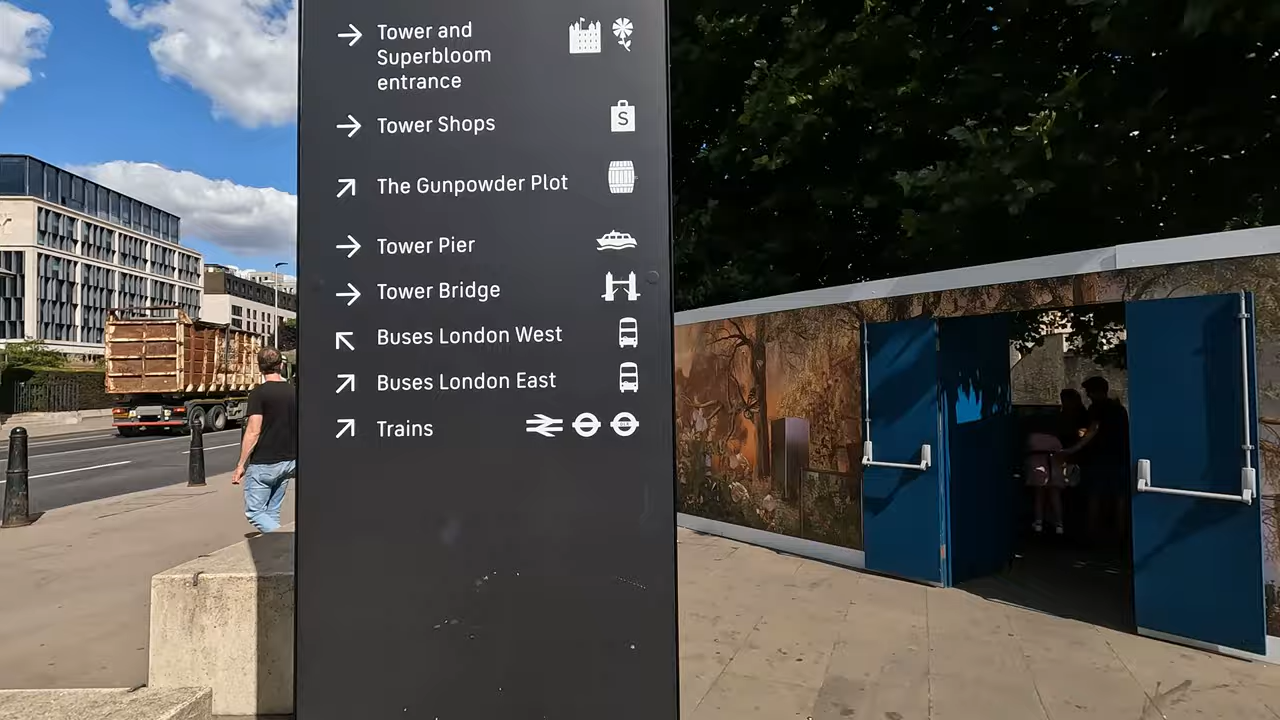 Tower and
Superbloom
entrance
Tower Shops
S
The Gunpowder Plot
Tower Pier
Tower Bridge
Buses London West
Buses London East
Trains